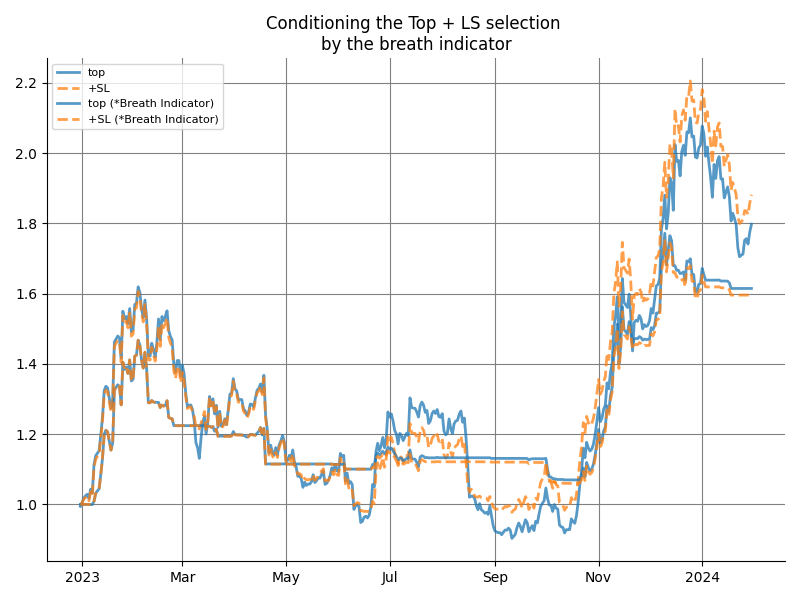 Conditioning the Top + LS selection
by the breath indicator
top
+SL
top (*Breath Indicator)
+SL (*Breath Indicator)
2.2
2.0
1.8
1.6
1.4
1.2
1.0
2023 Mar May Jul Sep Nov 2024